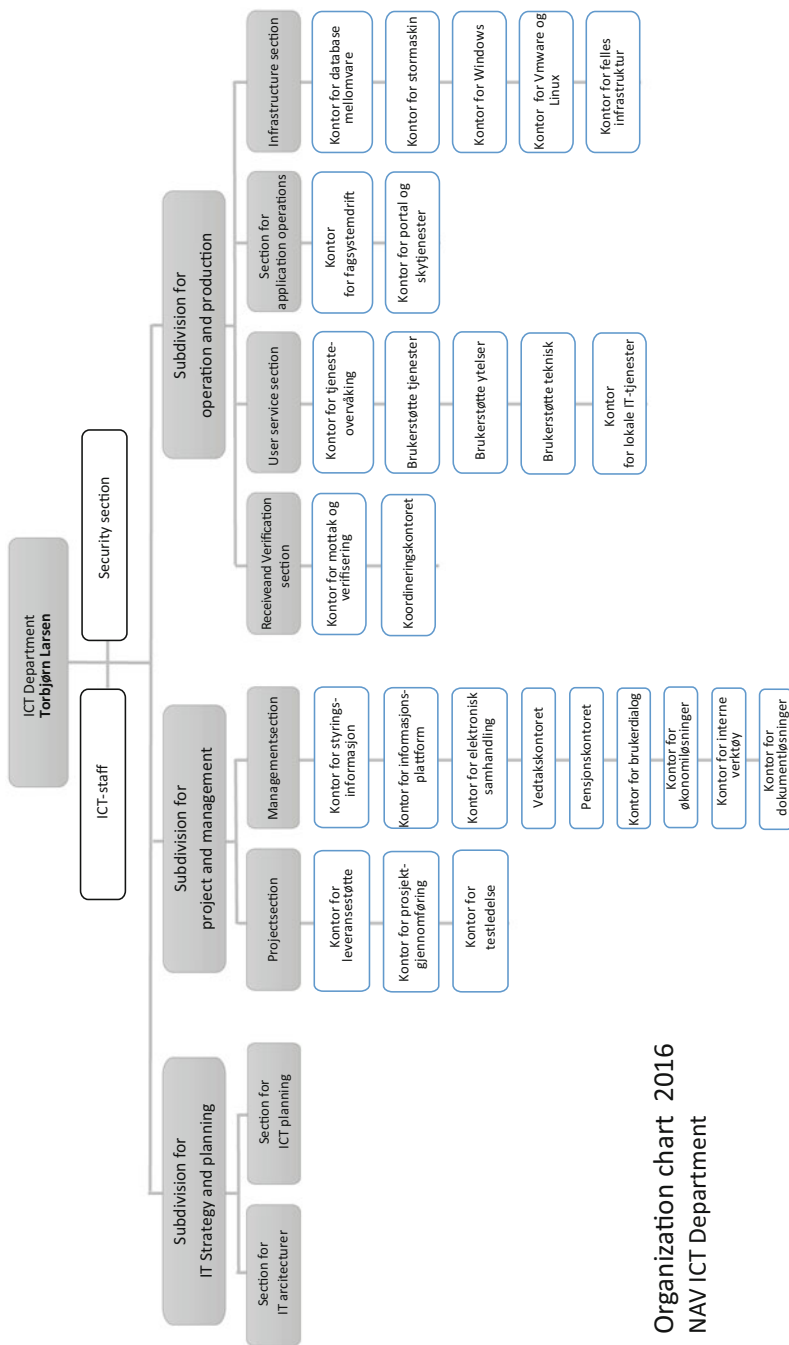 ICT Department
Torbjørn Larsen
ICT-staff
Security section
Subdivision for
IT Strategy and planning
Section for
IT arcitecturer
Section for
ICT planning
Subdivision for
project and management
Projectsection
Kontor for
leveransestøtte
Kontor for prosjekt-
gjennomføring
Kontor for
testledelse
Managementsection
Kontor for styrings-
informasjon
Kontor for informasjons-
plattform
Kontor for elektronisk
samhandling
Vedtakskontoret
Pensjonskontoret
Kontor for brukerdialog
Kontor for
økonomiløsninger
Kontor for interne
verktøy
Kontor for
dokumentløsninger
Subdivision for
operation and production
Receiveand Verification
section
Kontor for mottak og
verifisering
Koordineringskontoret
User service section
Kontor for tjeneste-
overvåking
Brukerstøtte tjenester
Brukerstøtte ytelser
Brukerstøtte teknisk
Kontor
for lokale IT-tjenester
Section for
application operations
Kontor
for fagsystemdrift
Kontor for portal og
skytjenester
Infrastructure section
Kontor for database
mellomvare
Kontor for stormaskin
Kontor for Windows
Kontor for Vmware og
Linux
Kontor for felles
infrastruktur
Organization chart 2016
NAV ICT Department